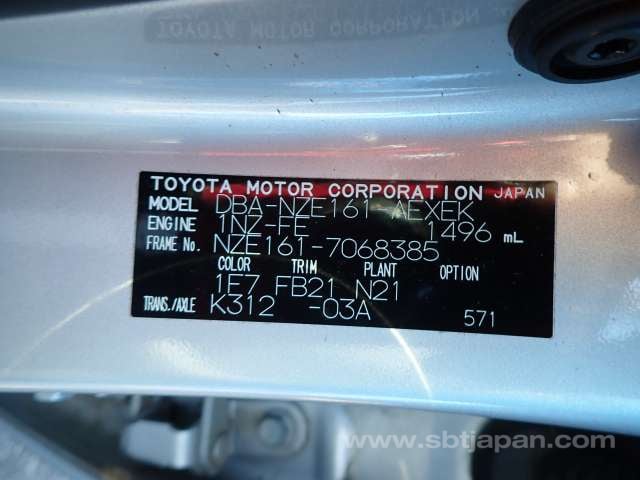 TOYOTA MOTOR CORPORATION JAPAN
MODEL DBA-NZE161-AEXEK
ENGINE 1NZ-FE 1496 mL
FRAME No. NZE161-7068385
COLOR TRIM PLANT OPTION
1E7 FB21 N21
TRANS./AXLE K312 -03A
571
www.sbtjapan.com